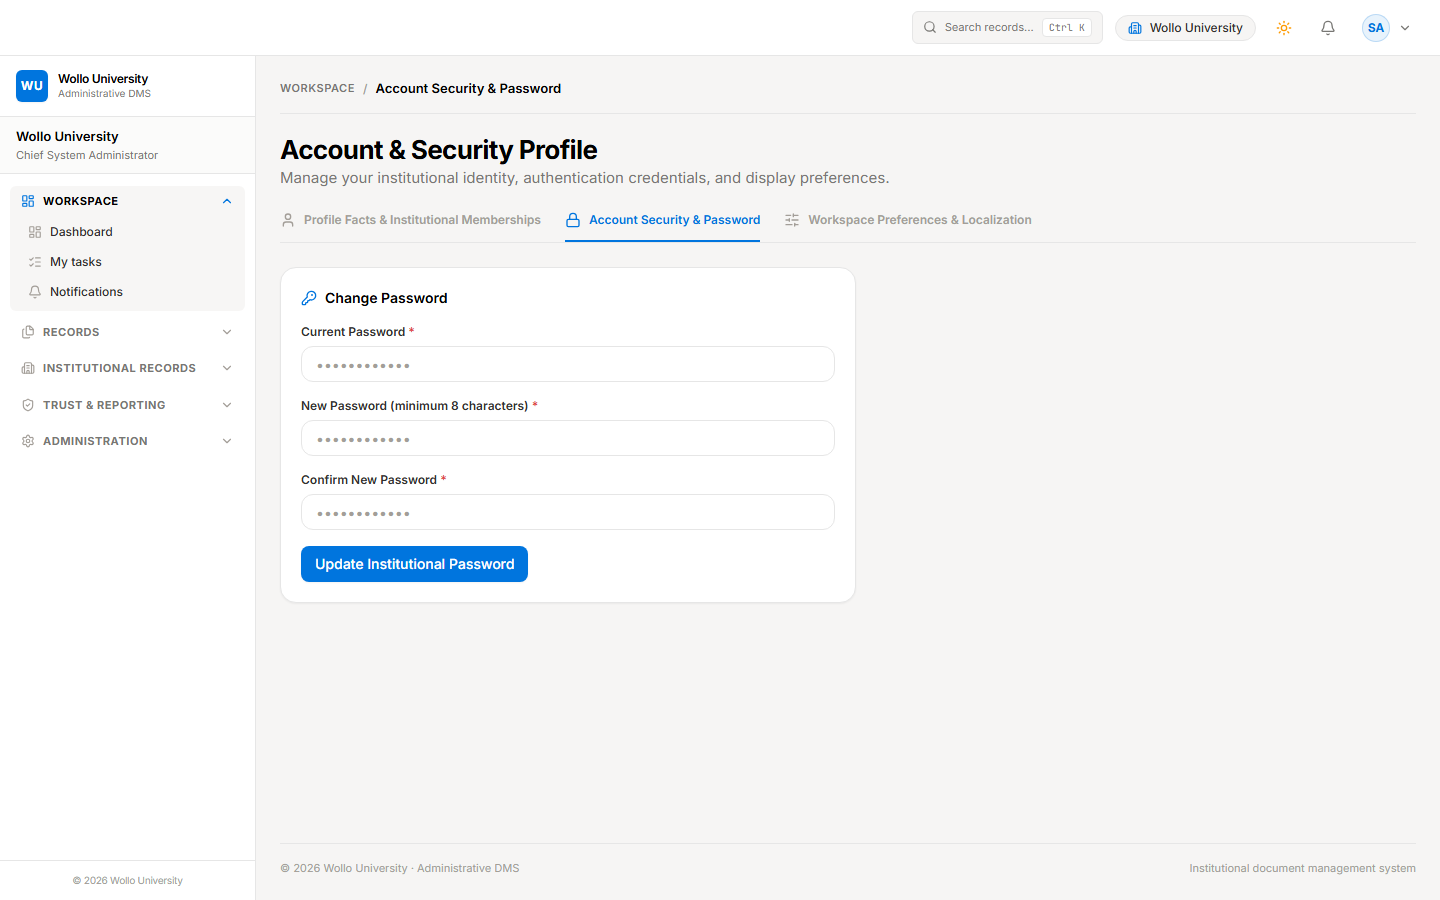 Search records... Ctrl K
Wollo University
SA
WU
Wollo University
Administrative DMS
Wollo University
Chief System Administrator
WORKSPACE
Dashboard
My tasks
Notifications
RECORDS
INSTITUTIONAL RECORDS
TRUST & REPORTING
ADMINISTRATION
© 2026 Wollo University
WORKSPACE / Account Security & Password
Account & Security Profile
Manage your institutional identity, authentication credentials, and display preferences.
Profile Facts & Institutional Memberships
Account Security & Password
Workspace Preferences & Localization
Change Password
Current Password *
••••••••••••
New Password (minimum 8 characters) *
••••••••••••
Confirm New Password *
••••••••••••
Update Institutional Password
© 2026 Wollo University · Administrative DMS
Institutional document management system